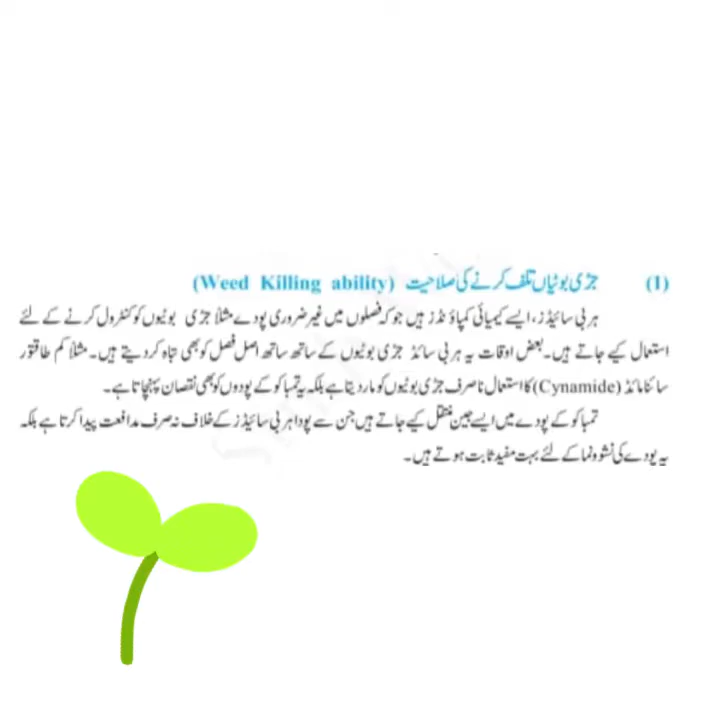 (1) جڑی بوٹیاں تلف کرنے کی صلاحیت (Weed Killing ability)
ہربی سائیڈز، ایسے کیمیائی کمپاؤنڈز ہیں جو کہ فصلوں میں غیر ضروری پودے مثلاً جڑی بوٹیوں کو کنٹرول کرنے کے لئے
استعمال کیے جاتے ہیں۔ بعض اوقات یہ ہربی سائڈ جڑی بوٹیوں کے ساتھ ساتھ اصل فصل کو بھی تباہ کر دیتے ہیں۔ مثلاً کم طاقتور
سائنامائڈ (Cynamide) کا استعمال نا صرف جڑی بوٹیوں کو مار دیتا ہے بلکہ یہ تمباکو کے پودوں کو بھی نقصان پہنچاتا ہے۔
تمباکو کے پودے میں ایسے جین منتقل کیے جاتے ہیں جن سے پودا ہربی سائیڈز کے خلاف نہ صرف مدافعت پیدا کرتا ہے بلکہ
یہ پودے کی نشوونما کے لئے بہت مفید ثابت ہوتے ہیں۔